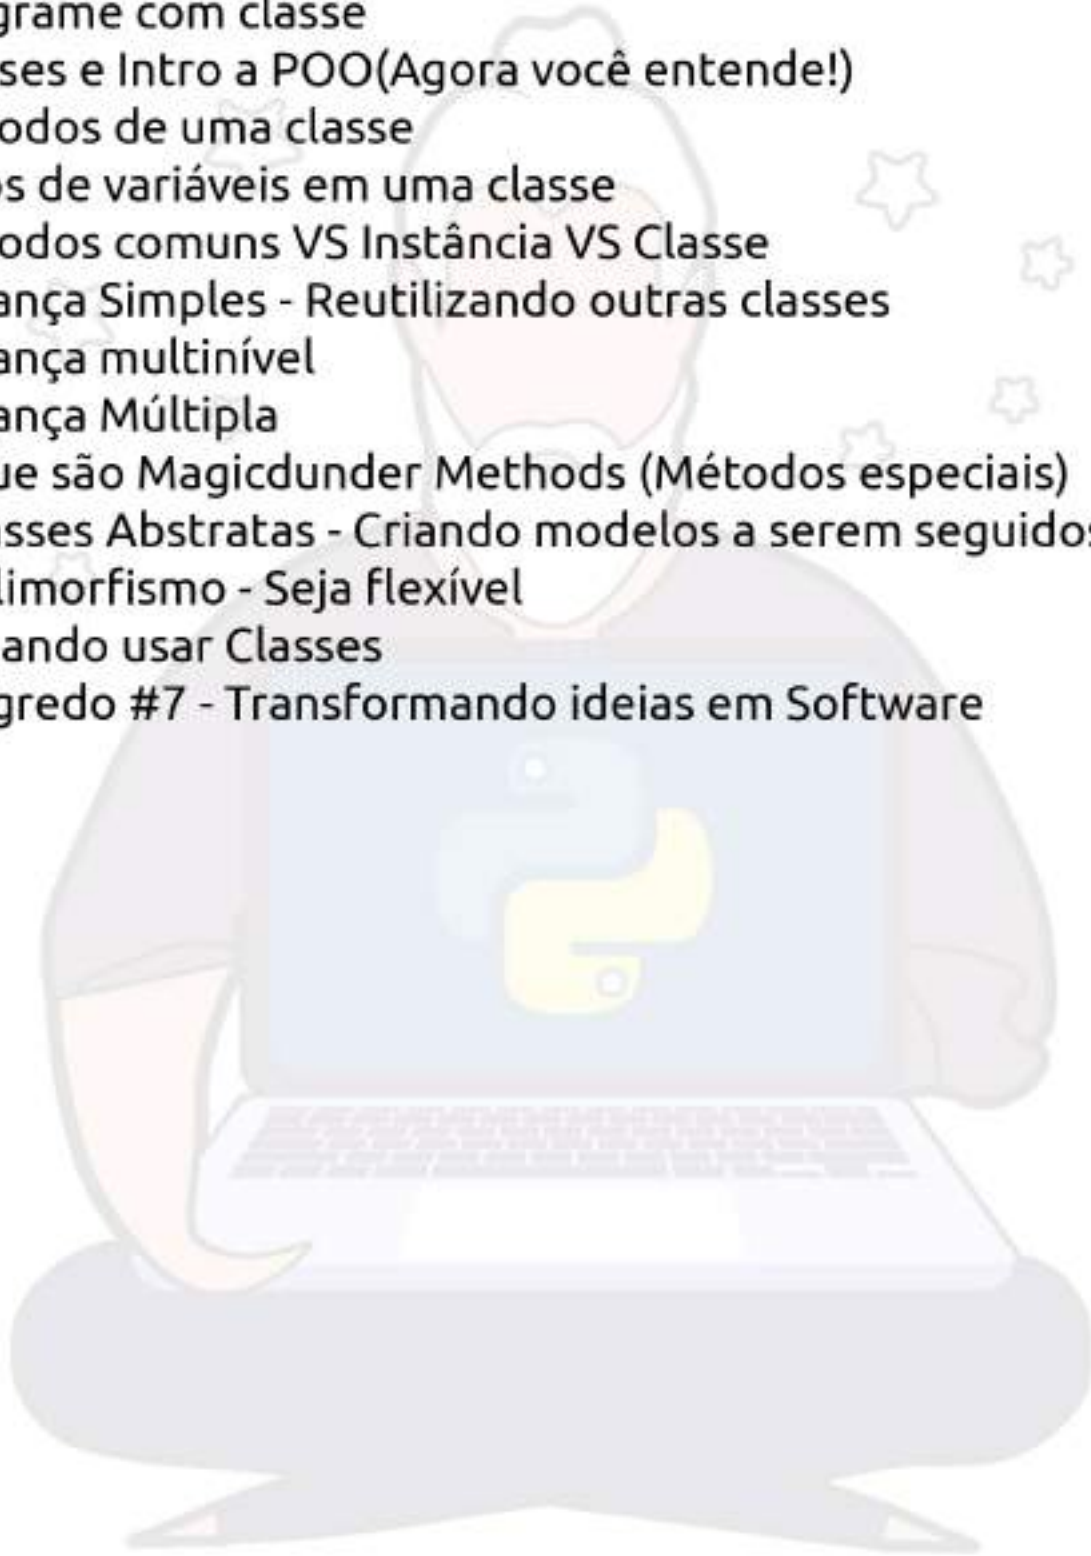 grame com classe
ses e Intro a POO(Agora você entende!)
odos de uma classe
os de variáveis em uma classe
odos comuns VS Instância VS Classe
ança Simples - Reutilizando outras classes
ança multinível
ança Múltipla
ue são Magicdunder Methods (Métodos especiais)
sses Abstratas - Criando modelos a serem seguidos
limorfismo - Seja flexível
ando usar Classes
gredo #7 - Transformando ideias em Software